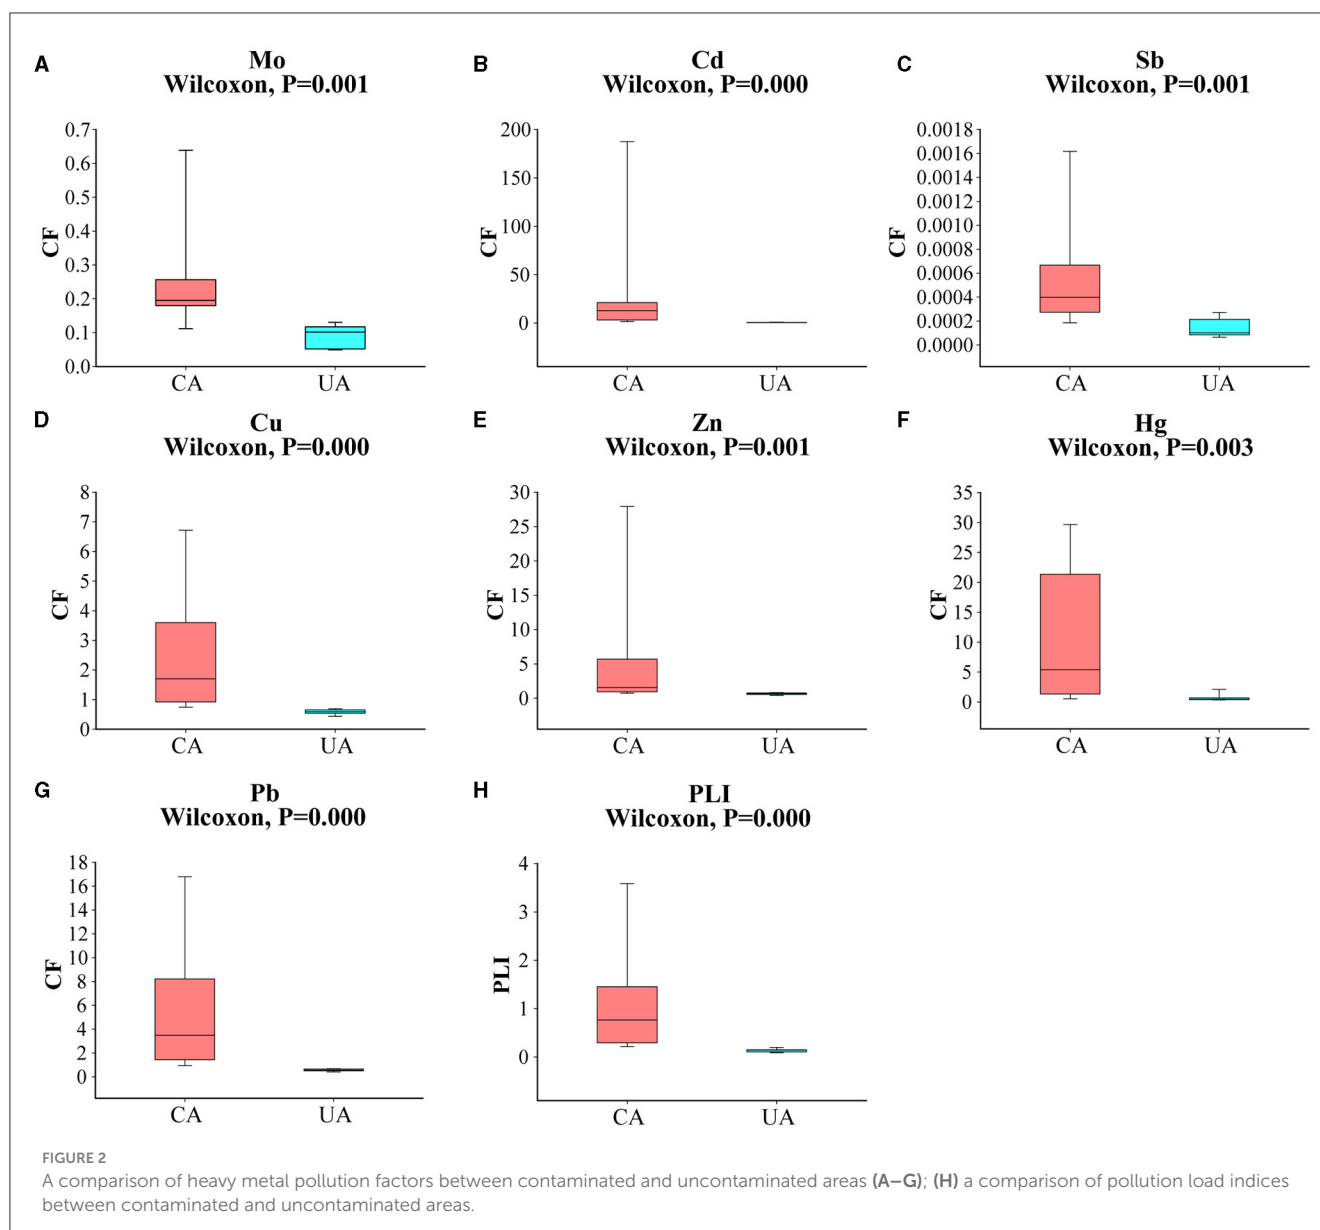 A
Mo
Wilcoxon, P=0.001
0.7
0.6
0.5
0.4
0.3
0.2
0.1
0.0
CF
CA UA
B
Cd
Wilcoxon, P=0.000
200
150
100
50
0
CF
CA UA
C
Sb
Wilcoxon, P=0.001
0.0018
0.0016
0.0014
0.0012
0.0010
0.0008
0.0006
0.0004
0.0002
0.0000
CF
CA UA
D
Cu
Wilcoxon, P=0.000
8
7
6
5
4
3
2
1
0
CF
CA UA
E
Zn
Wilcoxon, P=0.001
30
25
20
15
10
5
0
CF
CA UA
F
Hg
Wilcoxon, P=0.003
35
30
25
20
15
10
5
0
CF
CA UA
G
Pb
Wilcoxon, P=0.000
18
16
14
12
10
8
6
4
2
0
CF
CA UA
H
PLI
Wilcoxon, P=0.000
4
3
2
1
0
PLI
CA UA
FIGURE 2
A comparison of heavy metal pollution factors between contaminated and uncontaminated areas (A–G); (H) a comparison of pollution load indices
between contaminated and uncontaminated areas.